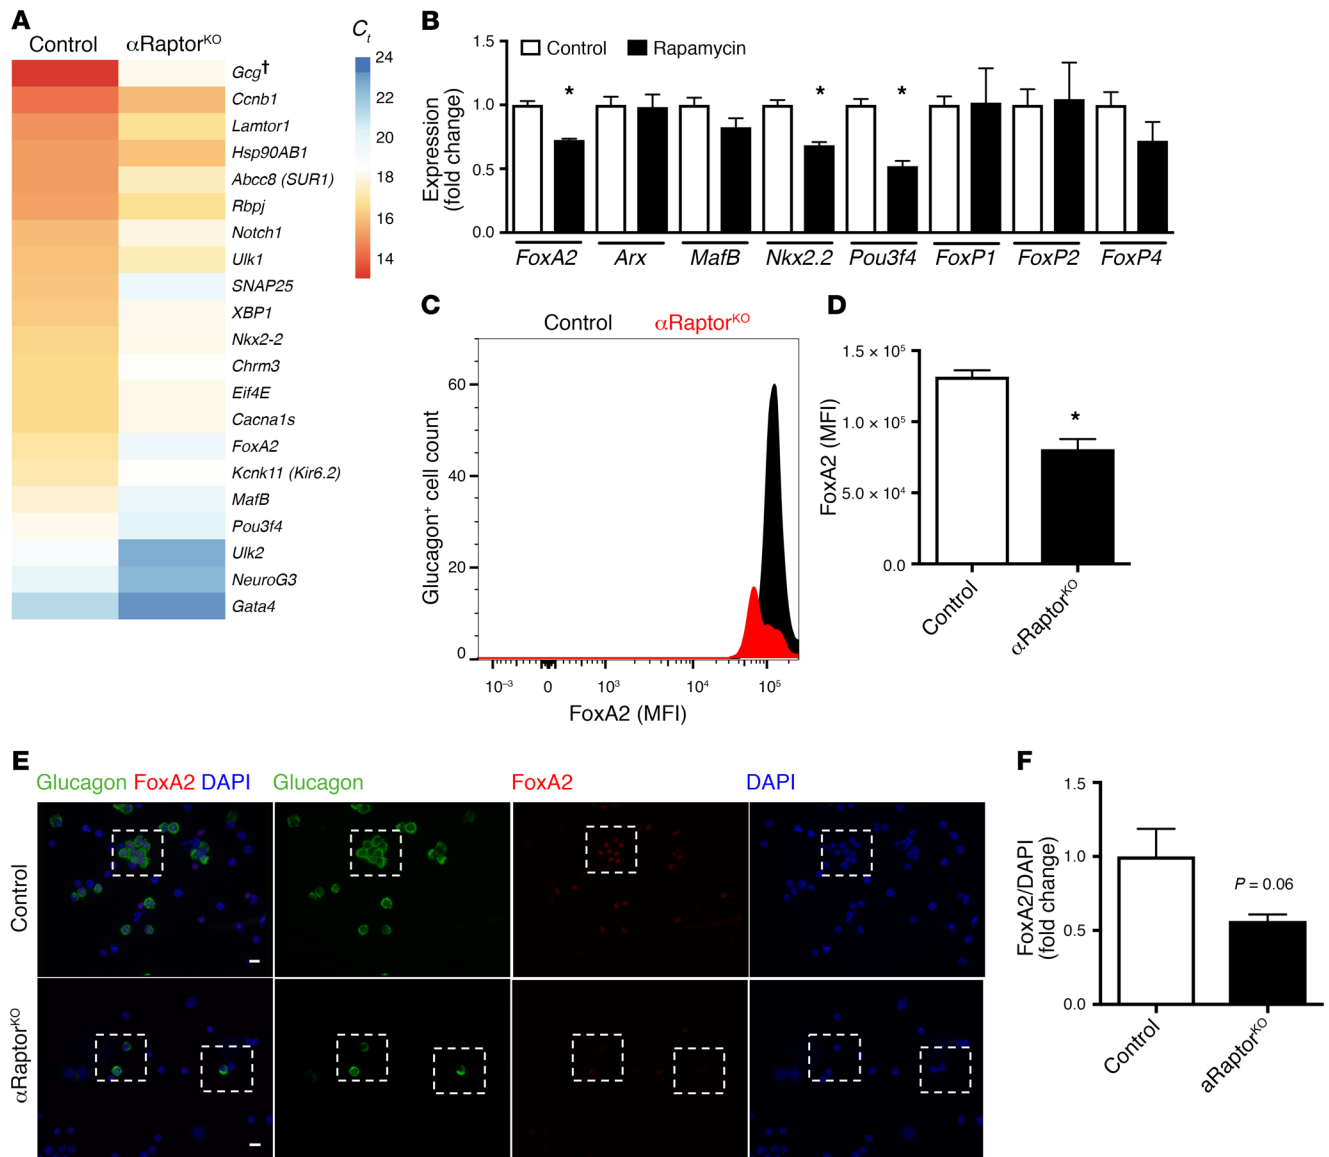 A
Control αRaptorKO
Ct
24
22
20
18
16
14
Gcg†
Ccnb1
Lamtor1
Hsp90AB1
Abcc8 (SUR1)
Rbpj
Notch1
Ulk1
SNAP25
XBP1
Nkx2-2
Chrm3
Eif4E
Cacna1s
FoxA2
Kcnk11 (Kir6.2)
MafB
Pou3f4
Ulk2
NeuroG3
Gata4
B
Control Rapamycin
Expression
(fold change)
1.5
1.0
0.5
0.0
* * *
FoxA2 Arx MafB Nkx2.2 Pou3f4 FoxP1 FoxP2 FoxP4
C
Control αRaptorKO
Glucagon+ cell count
60
40
20
0
10−3 0 103 104 105
FoxA2 (MFI)
D
FoxA2 (MFI)
1.5 × 105
1.0 × 105
5.0 × 104
0.0
*
Control
αRaptorKO
E
Glucagon FoxA2 DAPI Glucagon FoxA2 DAPI
Control
αRaptorKO
F
FoxA2/DAPI
(fold change)
1.5
1.0
0.5
0.0
P = 0.06
Control
aRaptorKO